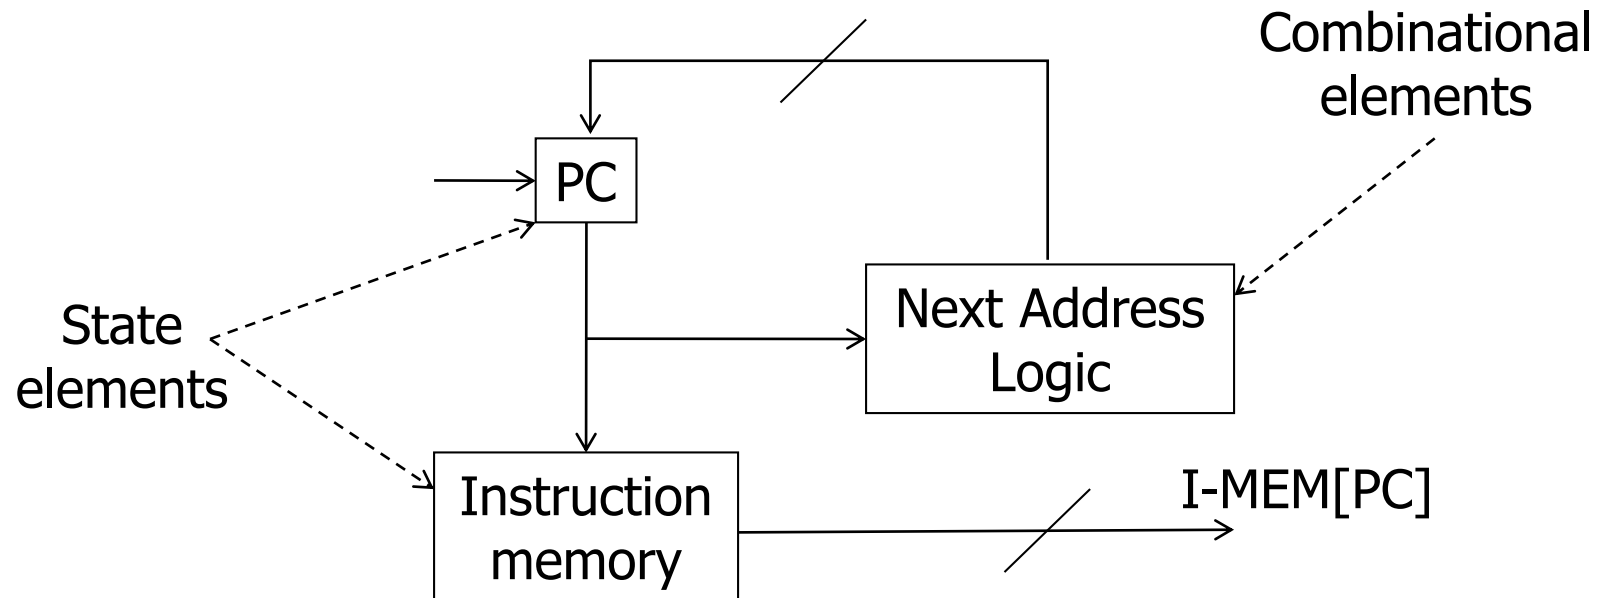 Combinational
elements
PC
Next Address
Logic
State
elements
Instruction
memory
I-MEM[PC]